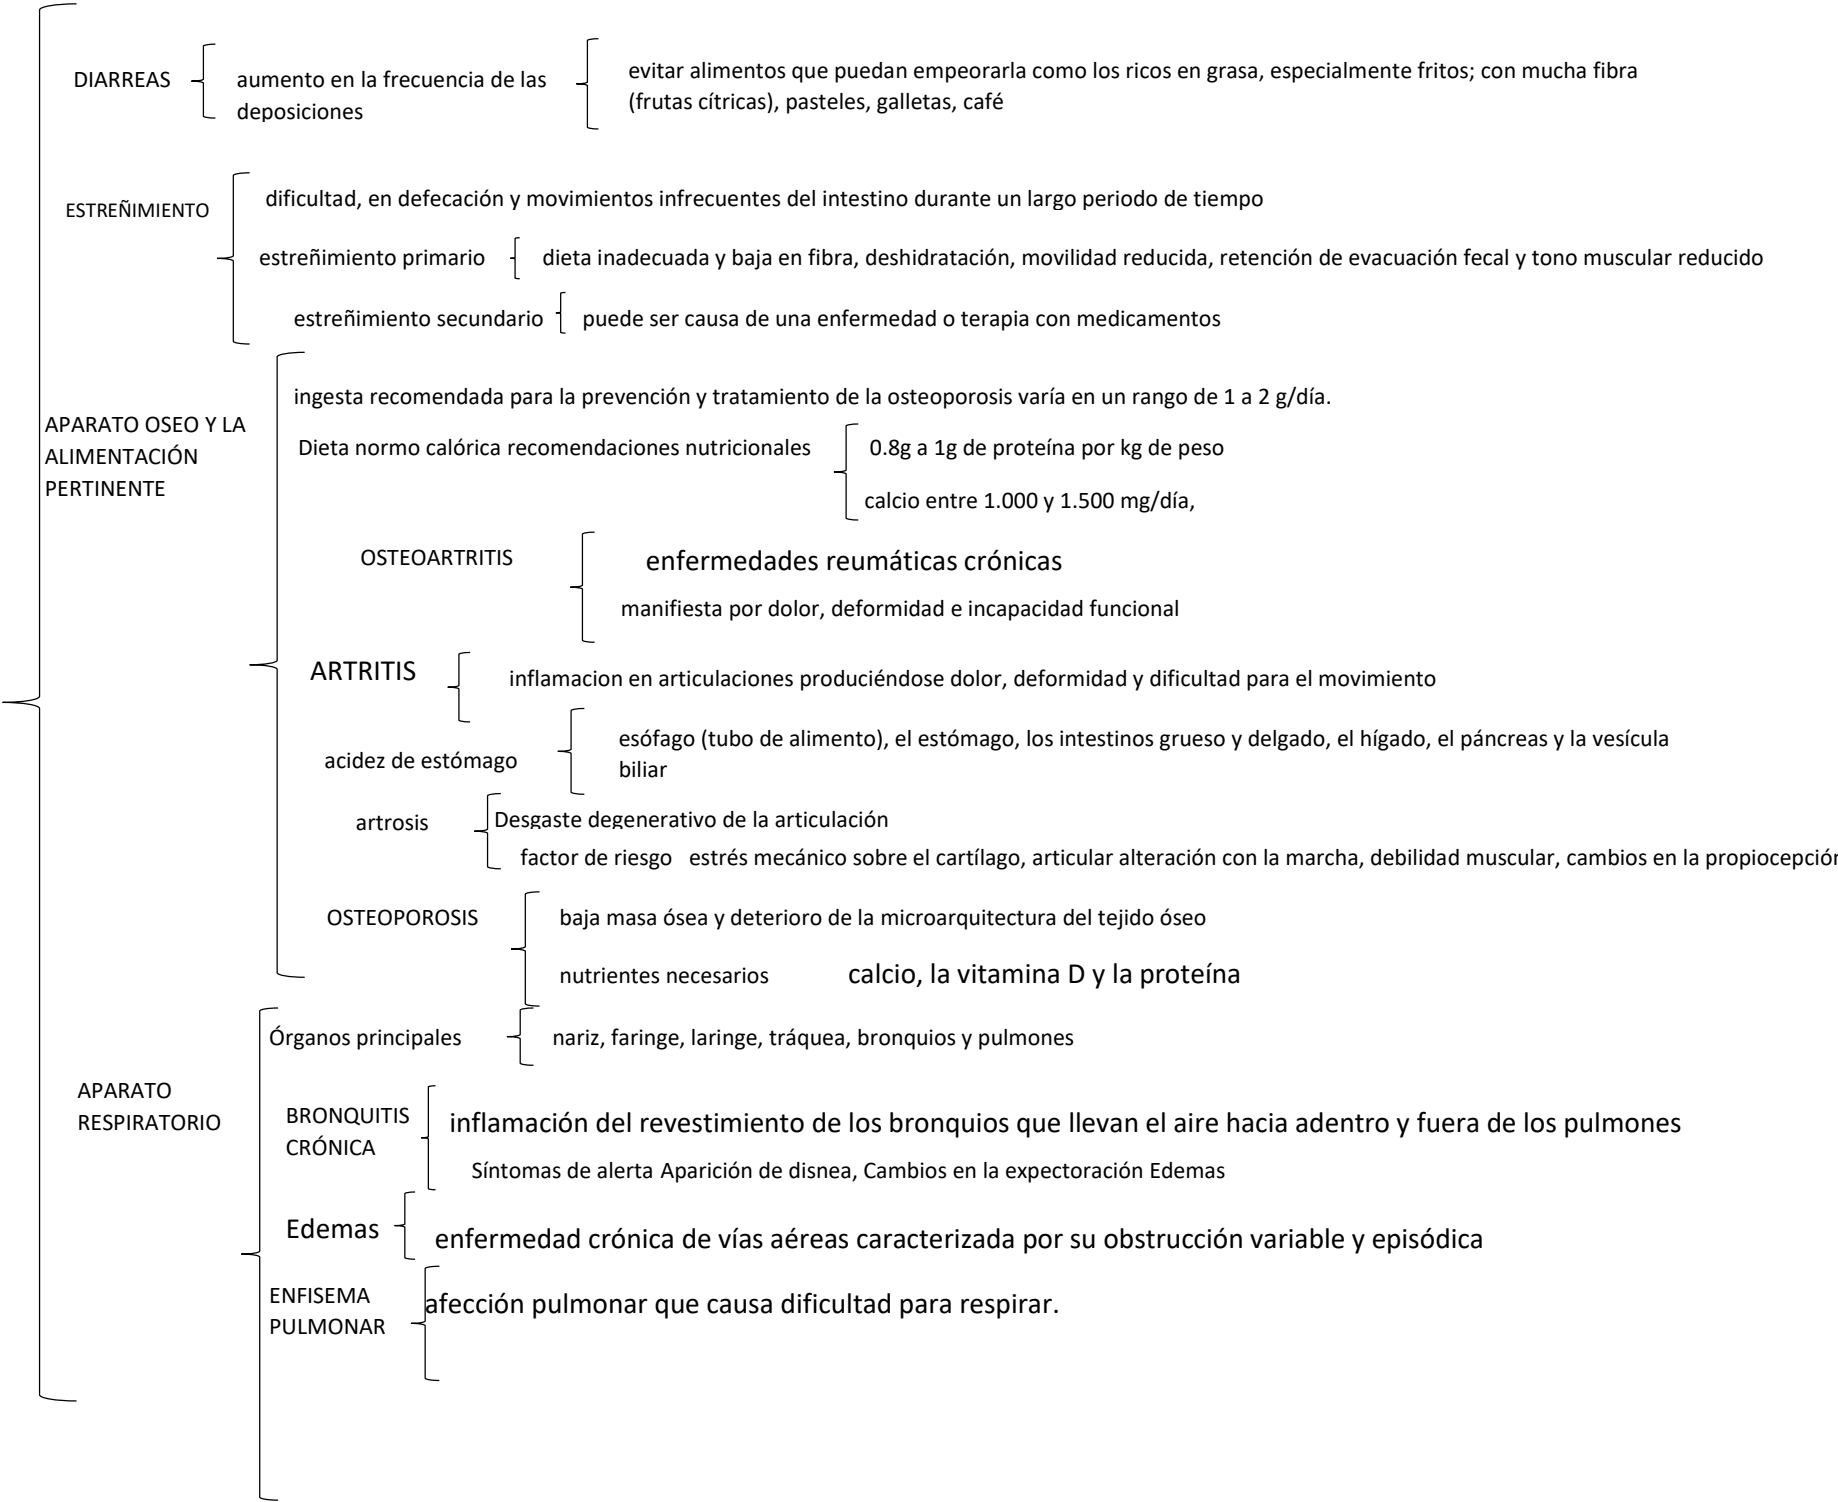 DIARREAS
aumento en la frecuencia de las
deposiciones
evitar alimentos que puedan empeorarla como los ricos en grasa, especialmente fritos; con mucha fibra
(frutas cítricas), pasteles, galletas, café
ESTREÑIMIENTO
dificultad, en defecación y movimientos infrecuentes del intestino durante un largo periodo de tiempo
estreñimiento primario
dieta inadecuada y baja en fibra, deshidratación, movilidad reducida, retención de evacuación fecal y tono muscular reducido
estreñimiento secundario
puede ser causa de una enfermedad o terapia con medicamentos
APARATO OSEO Y LA
ALIMENTACIÓN
PERTINENTE
ingesta recomendada para la prevención y tratamiento de la osteoporosis varía en un rango de 1 a 2 g/día.
Dieta normo calórica recomendaciones nutricionales
0.8g a 1g de proteína por kg de peso
calcio entre 1.000 y 1.500 mg/día,
OSTEOARTRITIS
enfermedades reumáticas crónicas
manifiesta por dolor, deformidad e incapacidad funcional
ARTRITIS
inflamacion en articulaciones produciéndose dolor, deformidad y dificultad para el movimiento
acidez de estómago
esófago (tubo de alimento), el estómago, los intestinos grueso y delgado, el hígado, el páncreas y la vesícula
biliar
artrosis
Desgaste degenerativo de la articulación
factor de riesgo estrés mecánico sobre el cartílago, articular alteración con la marcha, debilidad muscular, cambios en la propiocepción
OSTEOPOROSIS
baja masa ósea y deterioro de la microarquitectura del tejido óseo
nutrientes necesarios
calcio, la vitamina D y la proteína
APARATO
RESPIRATORIO
Órganos principales
nariz, faringe, laringe, tráquea, bronquios y pulmones
BRONQUITIS
CRÓNICA
inflamación del revestimiento de los bronquios que llevan el aire hacia adentro y fuera de los pulmones
Síntomas de alerta Aparición de disnea, Cambios en la expectoración Edemas
Edemas
enfermedad crónica de vías aéreas caracterizada por su obstrucción variable y episódica
ENFISEMA
PULMONAR
afección pulmonar que causa dificultad para respirar.